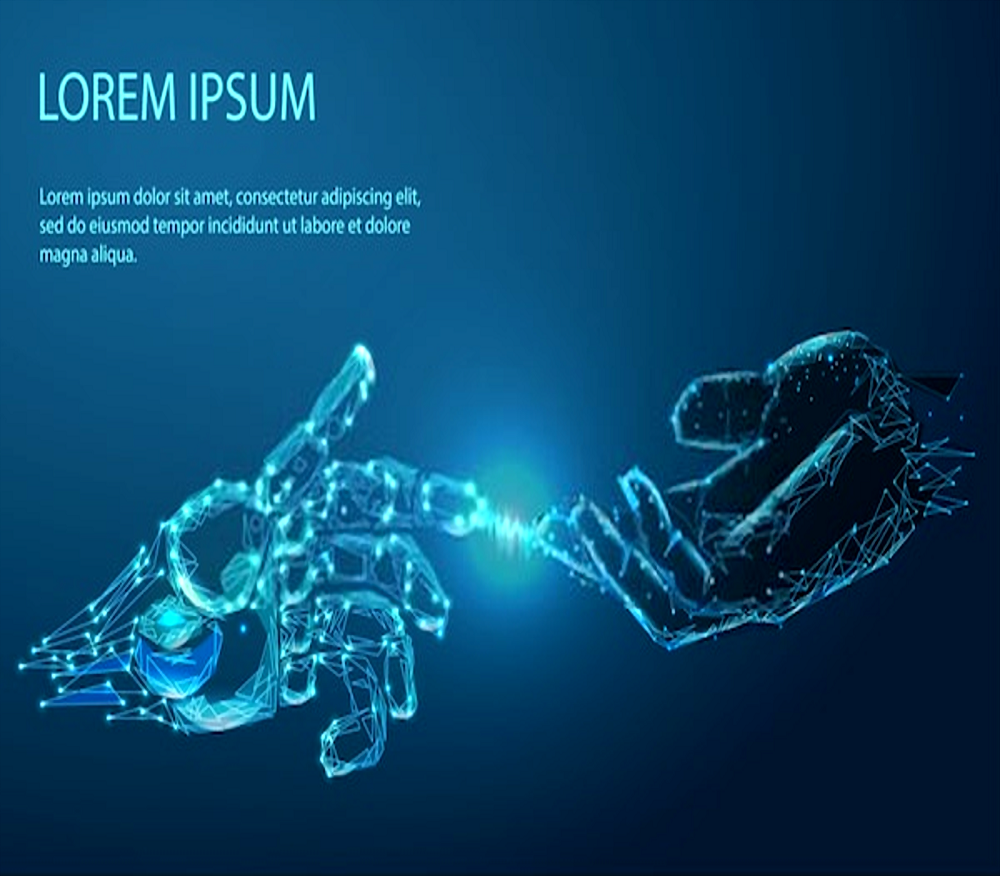 LOREM IPSUM
Lorem ipsum dolor sit amet, consectetur adipiscing elit,
sed do eiusmod tempor incididunt ut labore et dolore
magna aliqua.